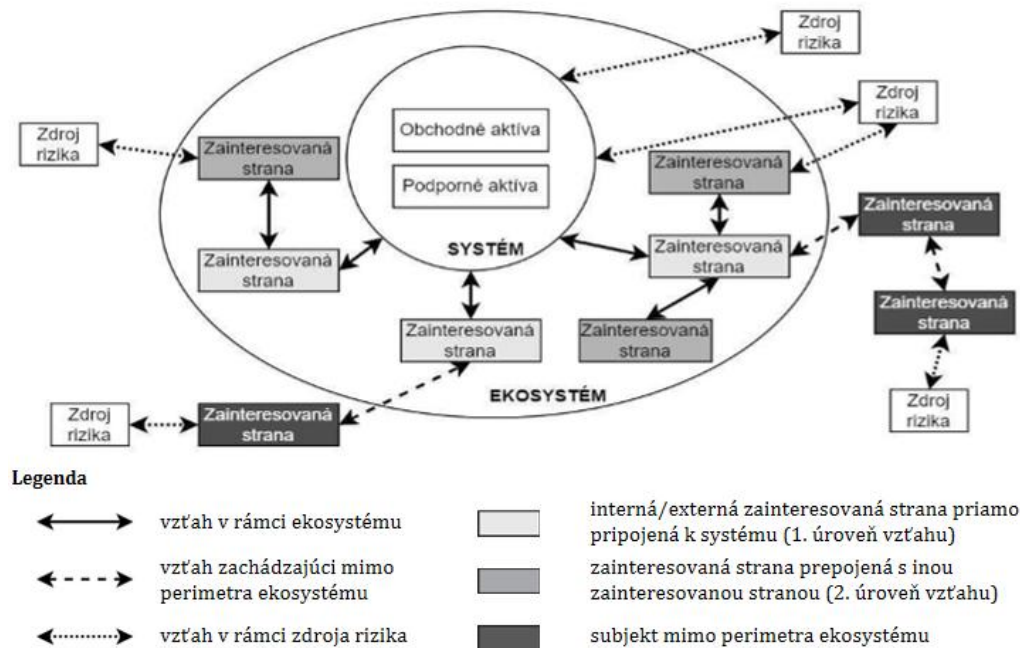 Zdroj
rizika
Zdroj
rizika
Zdroj
rizika
Obchodné aktíva
Podporné aktíva
Zainteresovaná
strana
Zainteresovaná
strana
Zainteresovaná
strana
SYSTÉM
Zainteresovaná
strana
Zainteresovaná
strana
Zainteresovaná
strana
Zainteresovaná
strana
Zainteresovaná
strana
EKOSYSTÉM
Zdroj
rizika
Zainteresovaná
strana
Zdroj
rizika
Legenda
vzťah v rámci ekosystému
vzťah zachádzajúci mimo
perimetra ekosystému
vzťah v rámci zdroja rizika
interná/externá zainteresovaná strana priamo
pripojená k systému (1. úroveň vzťahu)
zainteresovaná strana prepojená s inou
zainteresovanou stranou (2. úroveň vzťahu)
subjekt mimo perimetra ekosystému